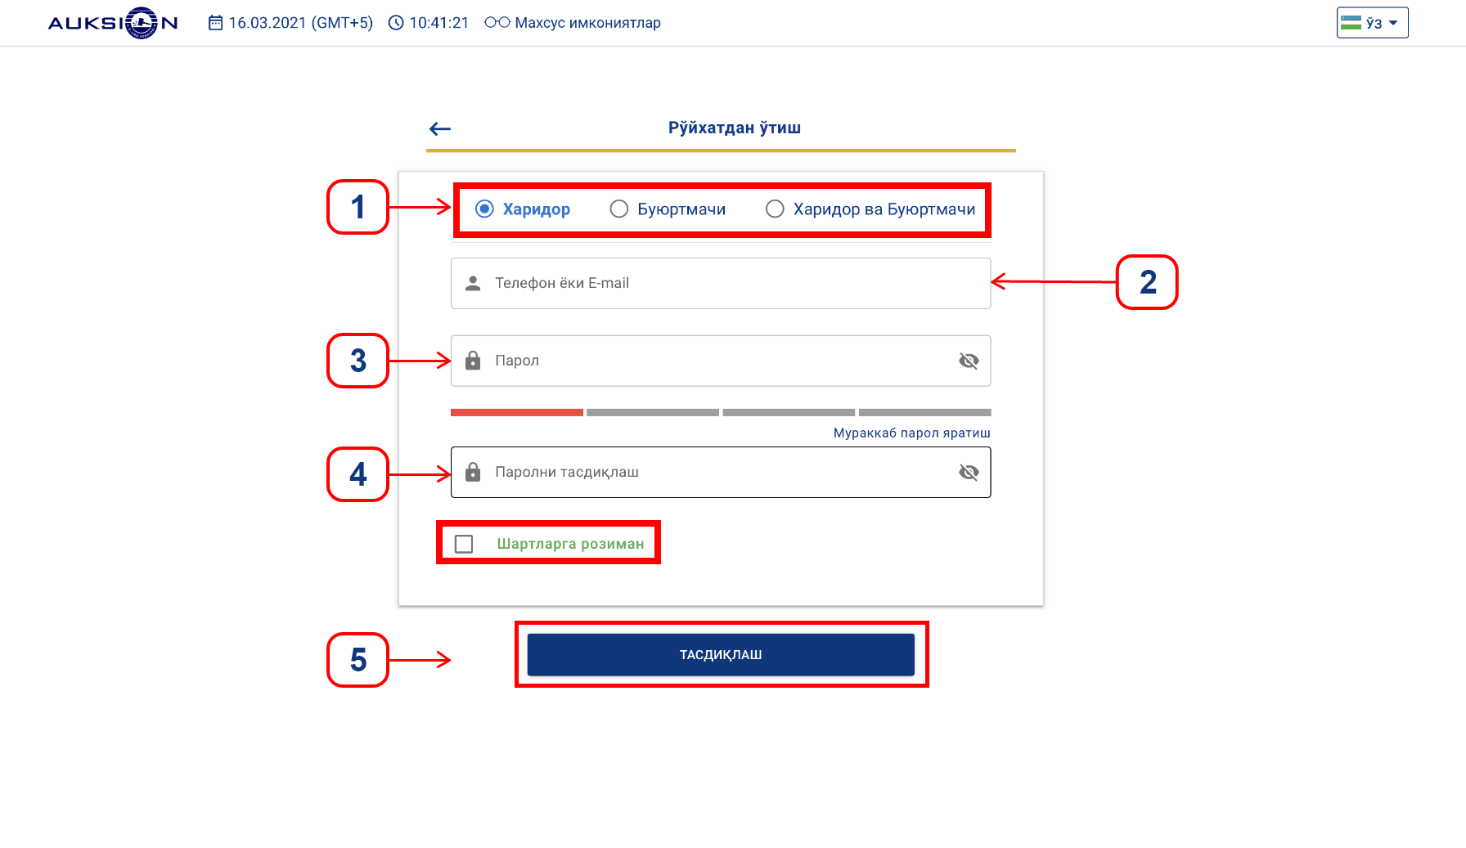 AUKSION 16.03.2021 (GMT+5) 10:41:21 Махсус имкониятлар ЎЗ
Рўйхатдан ўтиш
1 Харидор Буюртмачи Харидор ва Буюртмачи
Телефон ёки E-mail 2
3 Парол
Мураккаб парол яратиш
4 Паролни тасдиқлаш
Шартларга розиман
5 ТАСДИҚЛАШ